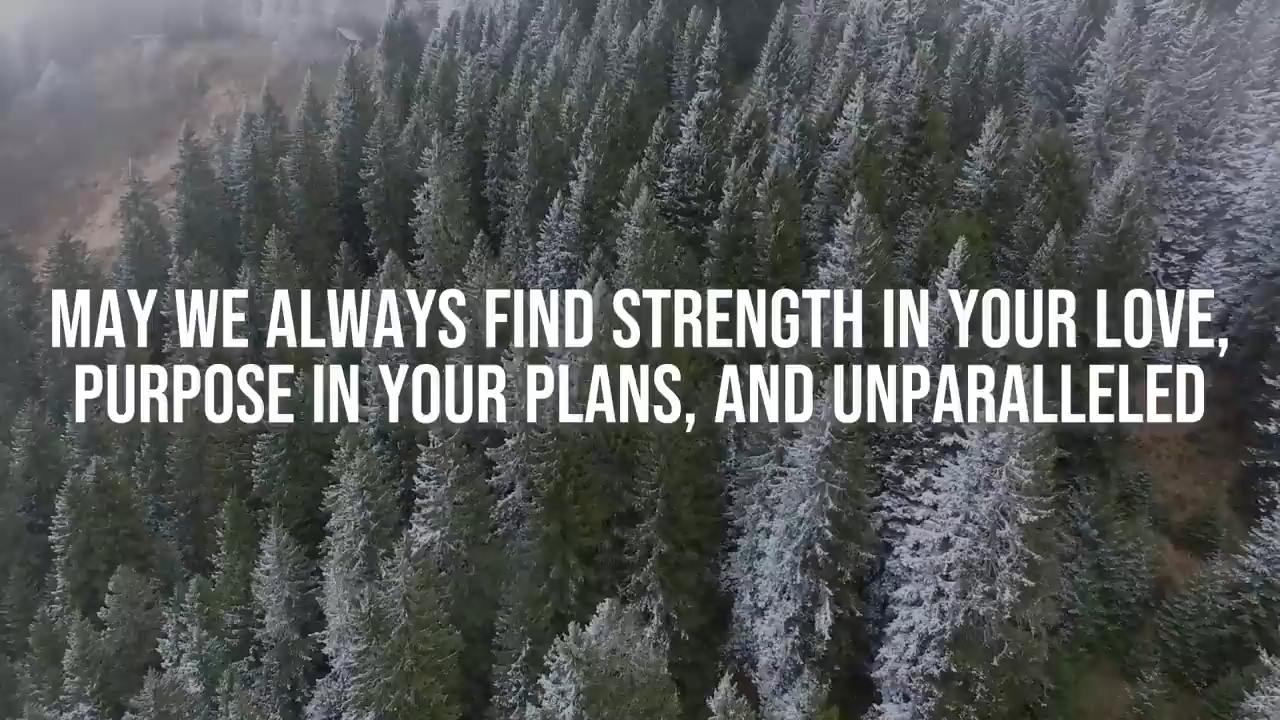 MAY WE ALWAYS FIND STRENGTH IN YOUR LOVE,
PURPOSE IN YOUR PLANS, AND UNPARALLELED